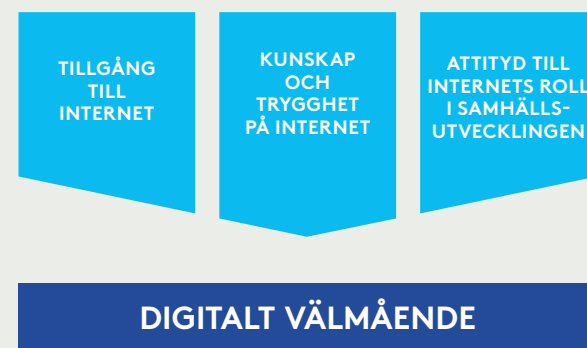 TILLGÅNG
TILL
INTERNET
KUNSKAP
OCH
TRYGGHET
PÅ INTERNET
ATTITYD TILL
INTERNETS ROLL
I SAMHÄLLS-
UTVECKLINGEN
DIGITALT VÄLMÅENDE